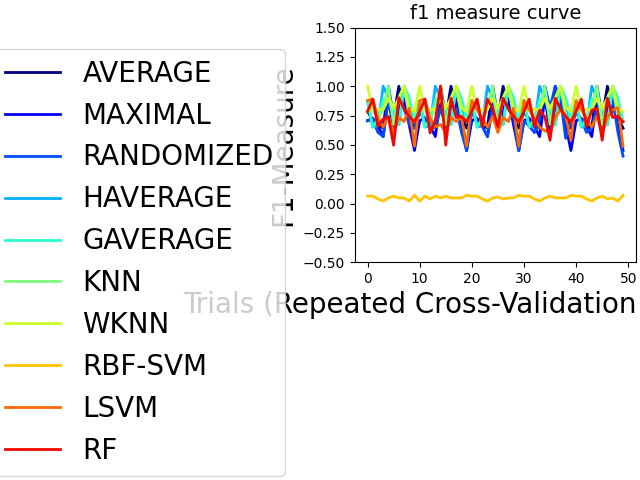 f1 measure curve
AVERAGE
MAXIMAL
RANDOMIZED
HAVERAGE
GAVERAGE
KNN
WKNN
RBF-SVM
LSVM
RF
F1-Measure
1.50
1.25
1.00
0.75
0.50
0.25
0.00
−0.25
−0.50
0 10 20 30 40 50
Trials (Repeated Cross-Validation